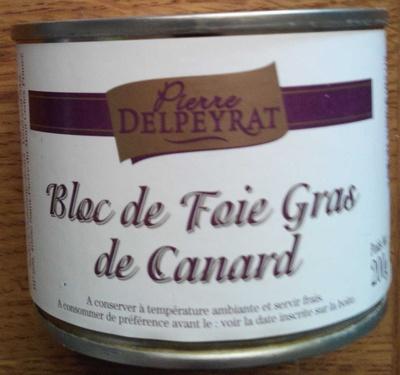 Pierre
DELPEYRAT
Bloc de Foie Gras
de Canard
A conserver à température ambiante et servir frais.
A consommer de préférence avant le : voir la date inscrite sur la boîte.